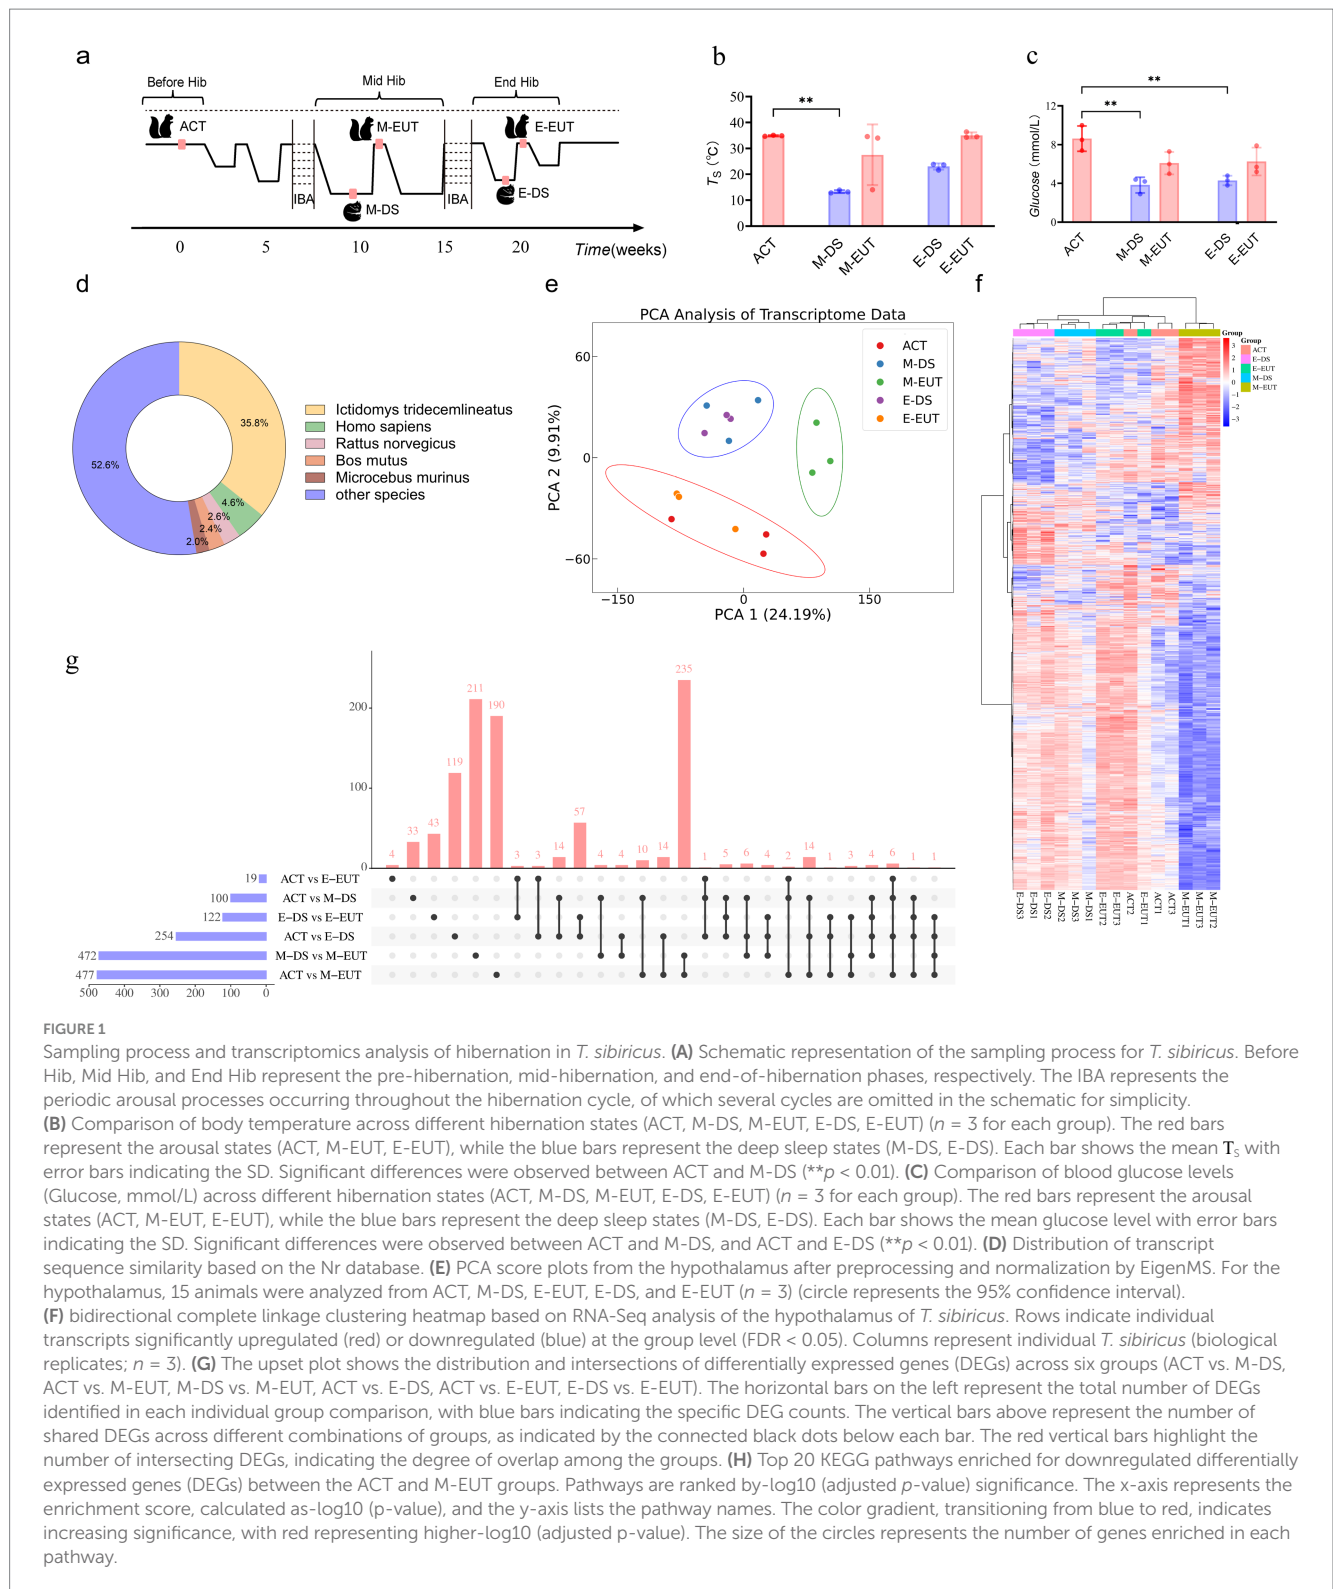 a
Before Hib
Mid Hib
End Hib
ACT
M-EUT
E-EUT
IBA
IBA
M-DS
E-DS
0 5 10 15 20 Time(weeks)
b
**
50
40
30
20
10
0
Ts (°C)
ACT M-DS M-EUT E-DS E-EUT
c
**
**
12
8
4
0
Glucose (mmol/L)
ACT M-DS M-EUT E-DS E-EUT
d
35.8%
52.6%
4.6%
2.6%
2.4%
2.0%
Ictidomys tridecemlineatus
Homo sapiens
Rattus norvegicus
Bos mutus
Microcebus murinus
other species
e
PCA Analysis of Transcriptome Data
ACT
M-DS
M-EUT
E-DS
E-EUT
60
0
−60
PCA 2 (9.91%)
−150 0 150
PCA 1 (24.19%)
f
Group
3
2
1
0
−1
−2
−3
Group
ACT
E−DS
E−EUT
M−DS
M−EUT
E−DS3 E−DS1 E−DS2 M−DS2 M−DS3 M−DS1 E−EUT2 E−EUT3 ACT2 E−EUT1 ACT1 ACT3 M−EUT1 M−EUT3 M−EUT2
g
200
100
0
4 33 43 119 211 190 3 3 14 57 4 4 10 14 235 1 5 6 4 2 14 1 3 4 6 1 1
19 ACT vs E−EUT
100 ACT vs M−DS
122 E−DS vs E−EUT
254 ACT vs E−DS
472 M−DS vs M−EUT
477 ACT vs M−EUT
500 400 300 200 100 0
FIGURE 1
Sampling process and transcriptomics analysis of hibernation in T. sibiricus. (A) Schematic representation of the sampling process for T. sibiricus. Before
Hib, Mid Hib, and End Hib represent the pre-hibernation, mid-hibernation, and end-of-hibernation phases, respectively. The IBA represents the
periodic arousal processes occurring throughout the hibernation cycle, of which several cycles are omitted in the schematic for simplicity.
(B) Comparison of body temperature across different hibernation states (ACT, M-DS, M-EUT, E-DS, E-EUT) (n = 3 for each group). The red bars
represent the arousal states (ACT, M-EUT, E-EUT), while the blue bars represent the deep sleep states (M-DS, E-DS). Each bar shows the mean Ts with
error bars indicating the SD. Significant differences were observed between ACT and M-DS (**p < 0.01). (C) Comparison of blood glucose levels
(Glucose, mmol/L) across different hibernation states (ACT, M-DS, M-EUT, E-DS, E-EUT) (n = 3 for each group). The red bars represent the arousal
states (ACT, M-EUT, E-EUT), while the blue bars represent the deep sleep states (M-DS, E-DS). Each bar shows the mean glucose level with error bars
indicating the SD. Significant differences were observed between ACT and M-DS, and ACT and E-DS (**p < 0.01). (D) Distribution of transcript
sequence similarity based on the Nr database. (E) PCA score plots from the hypothalamus after preprocessing and normalization by EigenMS. For the
hypothalamus, 15 animals were analyzed from ACT, M-DS, E-EUT, E-DS, and E-EUT (n = 3) (circle represents the 95% confidence interval).
(F) bidirectional complete linkage clustering heatmap based on RNA-Seq analysis of the hypothalamus of T. sibiricus. Rows indicate individual
transcripts significantly upregulated (red) or downregulated (blue) at the group level (FDR < 0.05). Columns represent individual T. sibiricus (biological
replicates; n = 3). (G) The upset plot shows the distribution and intersections of differentially expressed genes (DEGs) across six groups (ACT vs. M-DS,
ACT vs. M-EUT, M-DS vs. M-EUT, ACT vs. E-DS, ACT vs. E-EUT, E-DS vs. E-EUT). The horizontal bars on the left represent the total number of DEGs
identified in each individual group comparison, with blue bars indicating the specific DEG counts. The vertical bars above represent the number of
shared DEGs across different combinations of groups, as indicated by the connected black dots below each bar. The red vertical bars highlight the
number of intersecting DEGs, indicating the degree of overlap among the groups. (H) Top 20 KEGG pathways enriched for downregulated differentially
expressed genes (DEGs) between the ACT and M-EUT groups. Pathways are ranked by-log10 (adjusted p-value) significance. The x-axis represents the
enrichment score, calculated as-log10 (p-value), and the y-axis lists the pathway names. The color gradient, transitioning from blue to red, indicates
increasing significance, with red representing higher-log10 (adjusted p-value). The size of the circles represents the number of genes enriched in each
pathway.